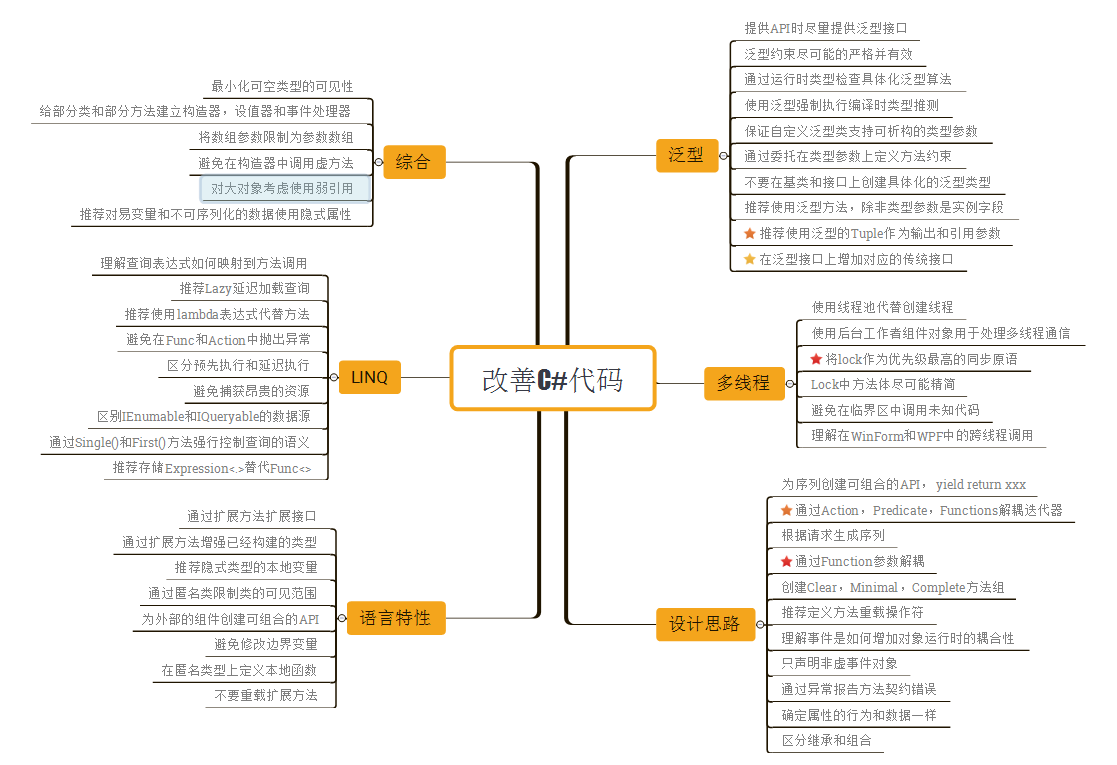 改善C#代码
综合
最小化可空类型的可见性
给部分类和部分方法建立构造器，设值器和事件处理器
将数组参数限制为参数数组
避免在构造器中调用虚方法
对大对象考虑使用弱引用
推荐对易变量和不可序列化的数据使用隐式属性
LINQ
理解查询表达式如何映射到方法调用
推荐Lazy延迟加载查询
推荐使用lambda表达式代替方法
避免在Func和Action中抛出异常
区分预先执行和延迟执行
避免捕获昂贵的资源
区别IEnumable和IQueryable的数据源
通过Single()和First()方法强行控制查询的语义
推荐存储Expression<.>替代Func<>
语言特性
通过扩展方法扩展接口
通过扩展方法增强已经构建的类型
推荐隐式类型的本地变量
通过匿名类限制类的可见范围
为外部的组件创建可组合的API
避免修改边界变量
在匿名类型上定义本地函数
不要重载扩展方法
泛型
提供API时尽量提供泛型接口
泛型约束尽可能的严格并有效
通过运行时类型检查具体化泛型算法
使用泛型强制执行编译时类型推测
保证自定义泛型类支持可析构的类型参数
通过委托在类型参数上定义方法约束
不要在基类和接口上创建具体化的泛型类型
推荐使用泛型方法，除非类型参数是实例字段
推荐使用泛型的Tuple作为输出和引用参数
在泛型接口上增加对应的传统接口
多线程
使用线程池代替创建线程
使用后台工作者组件对象用于处理多线程通信
将lock作为优先级最高的同步原语
Lock中方法体尽可能精简
避免在临界区中调用未知代码
理解在WinForm和WPF中的跨线程调用
设计思路
为序列创建可组合的API， yield return xxx
通过Action，Predicate，Functions解耦迭代器
根据请求生成序列
通过Function参数解耦
创建Clear，Minimal，Complete方法组
推荐定义方法重载操作符
理解事件是如何增加对象运行时的耦合性
只声明非虚事件对象
通过异常报告方法契约错误
确定属性的行为和数据一样
区分继承和组合